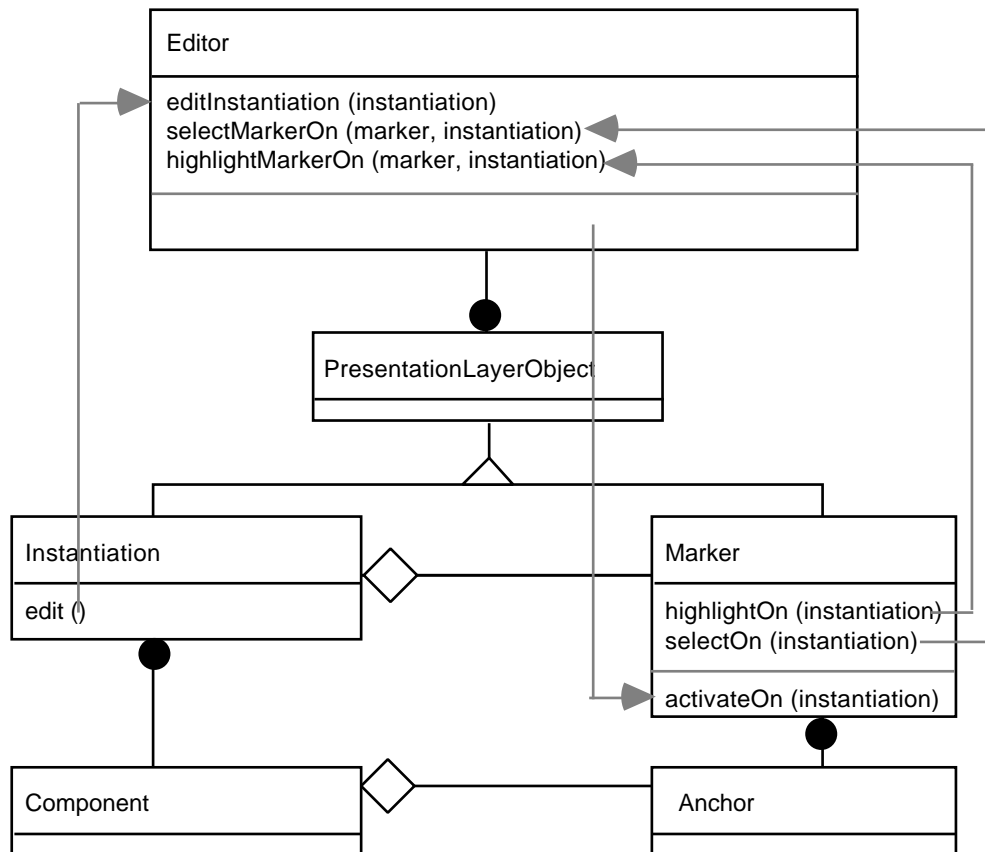 Editor
editInstantiation (instantiation)
selectMarkerOn (marker, instantiation)
highlightMarkerOn (marker, instantiation)
PresentationLayerObject
Instantiation
edit ()
Marker
highlightOn (instantiation)
selectOn (instantiation)
activateOn (instantiation)
Component
Anchor